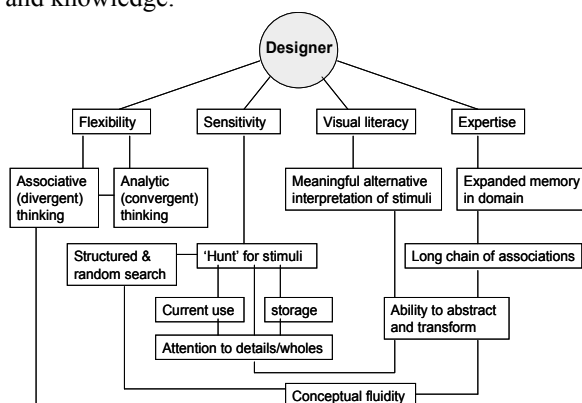 and knowledge.
Designer
Flexibility
Sensitivity
Visual literacy
Expertise
Associative
(divergent)
thinking
Analytic
(convergent)
thinking
Meaningful alternative
interpretation of stimuli
Expanded memory
in domain
Structured &
random search
‘Hunt’ for stimuli
Long chain of associations
Current use
storage
Ability to abstract
and transform
Attention to details/wholes
Conceptual fluidity